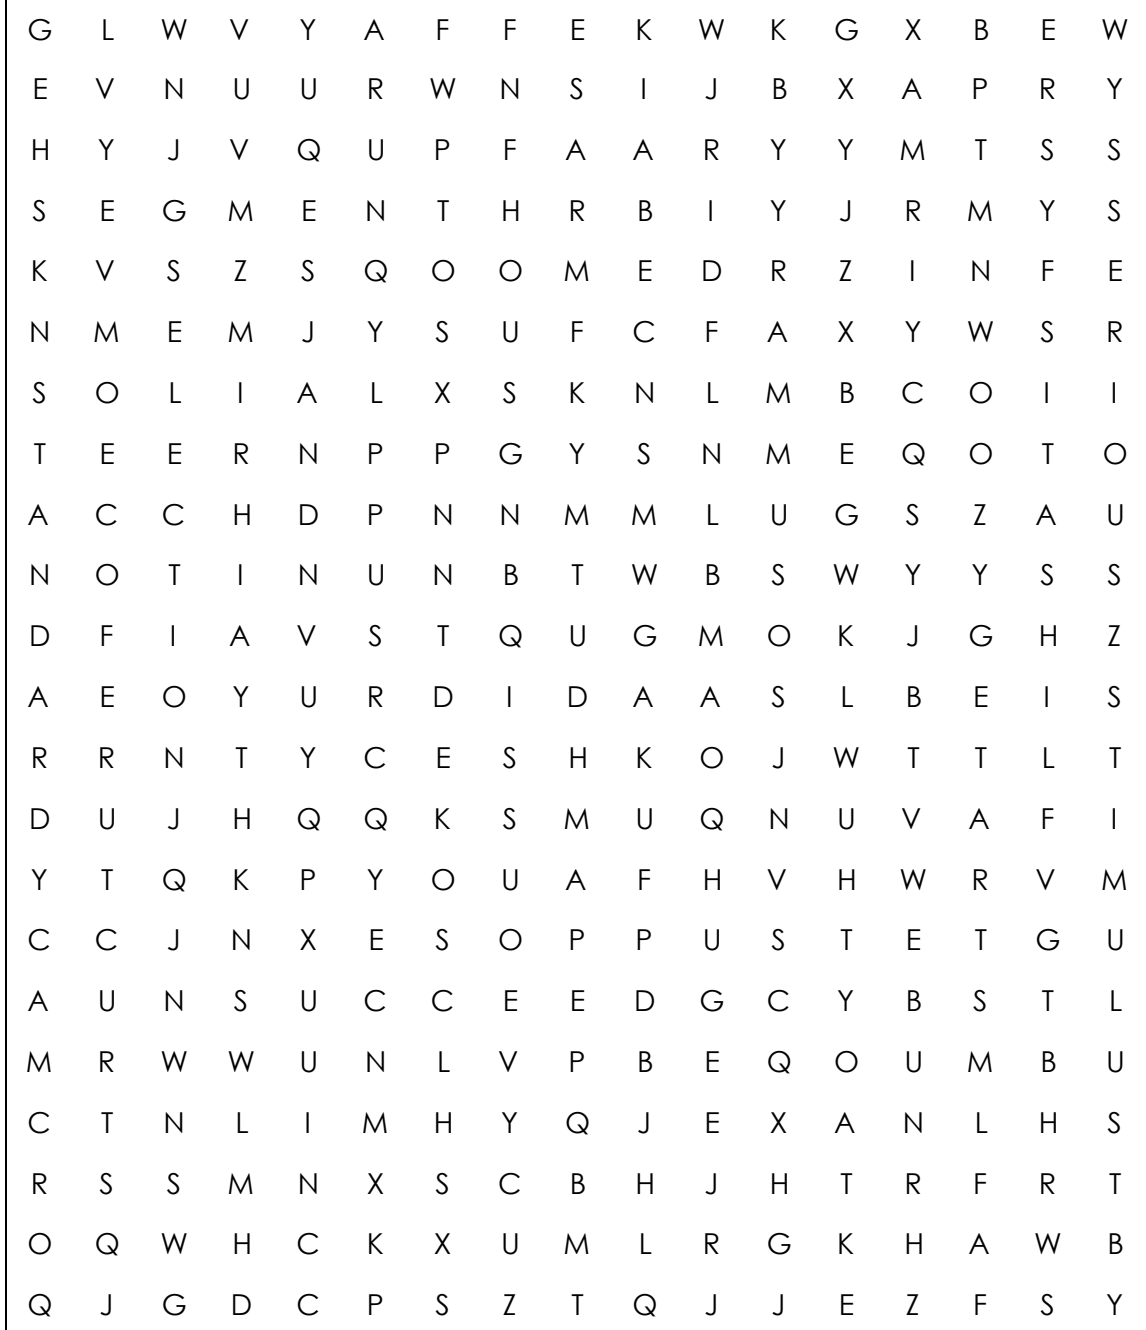 G L W V Y A F F E K W K G X B E W
E V N U U R W N S I J B X A P R Y
H Y J V Q U P F A A R Y Y M T S S
S E G M E N T H R B I Y J R M Y S
K V S Z S Q O O M E D R Z I N F E
N M E M J Y S U F C F A X Y W S R
S O L I A L X S K N L M B C O I I
T E E R N P P G Y S N M E Q O T O
A C C H D P N N M M L U G S Z A U
N O T I N U N B T W B S W Y Y S S
D F I A V S T Q U G M O K J G H Z
A E O Y U R D I D A A S L B E I S
R R N T Y C E S H K O J W T T L T
D U J H Q Q K S M U Q N U V A F I
Y T Q K P Y O U A F H V H W R V M
C C J N X E S O P P U S T E T G U
A U N S U C C E E D G C Y B S T L
M R W W U N L V P B E Q O U M B U
C T N L I M H Y Q J E X A N L H S
R S S M N X S C B H J H T R F R T
O Q W H C K X U M L R G K H A W B
Q J G D C P S Z T Q J J E Z F S Y